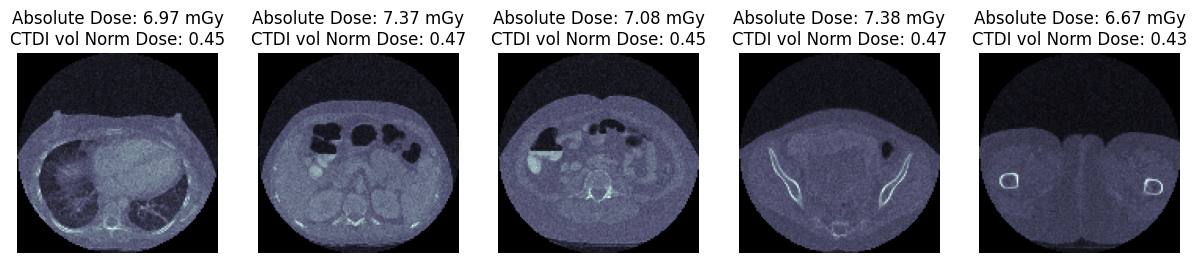 Absolute Dose: 6.97 mGy
CTDI vol Norm Dose: 0.45
Absolute Dose: 7.37 mGy
CTDI vol Norm Dose: 0.47
Absolute Dose: 7.08 mGy
CTDI vol Norm Dose: 0.45
Absolute Dose: 7.38 mGy
CTDI vol Norm Dose: 0.47
Absolute Dose: 6.67 mGy
CTDI vol Norm Dose: 0.43